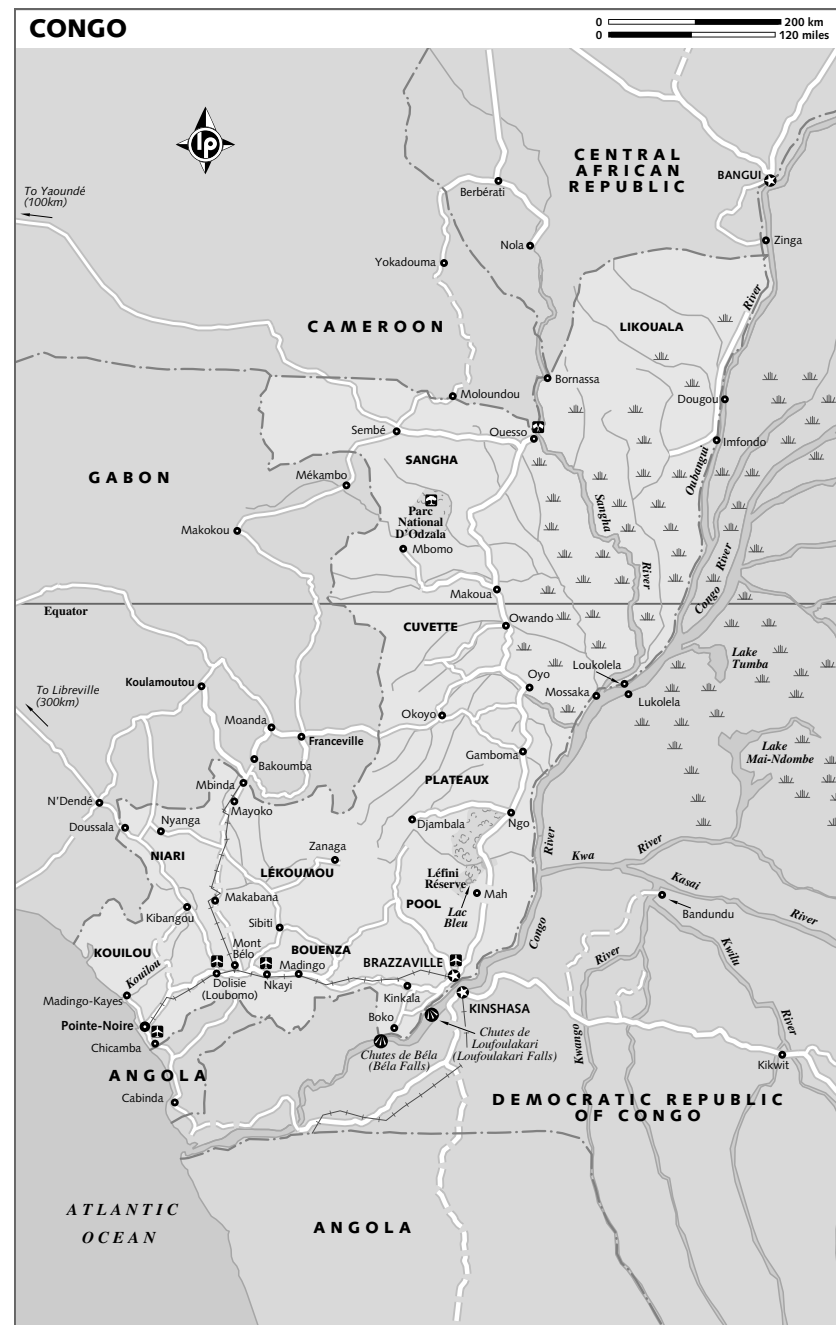 CONGO
0 200 km
0 120 miles
lp
CENTRAL
AFRICAN
REPUBLIC
BANGUI
To Yaoundé
(100km)
Berbérati
Nola
Zinga
Yokadouma
River
CAMEROON
LIKOUALA
Bornassa
Moloundou
Dougou
Sembé
Ouesso
Imfondo
SANGHA
GABON
Mékambo
Oubangui
Sangha
Parc
National
D'Odzala
Makokou
Mbomo
River
River
Congo
Makoua
Equator
Owando
CUVETTE
Lake
Tumba
Loukolela
Oyo
Koulamoutou
To Libreville
(300km)
Mossaka
Lukolela
Okoyo
Moanda
Franceville
Lake
Mai-Ndombe
Gamboma
Bakoumba
PLATEAUX
Mbinda
N'Dendé
Mayoko
Nyanga
Doussala
Djambala
Ngo
River
River
Zanaga
NIARI
Kwa
LÉKOUMOU
Léfini
Réserve
Kasai
Mah
POOL
Lac
Bleu
Makabana
Kibangou
River
Bandundu
Sibiti
Congo
Mont
Bélo
KOUILOU
BOUENZA
River
Kwilu
Kouilou
BRAZZAVILLE
Madingo
Dolisie
(Loubomo)
Nkayi
Madingo-Kayes
Kinkala
KINSHASA
Pointe-Noire
Boko
Chutes de
Loufoulakari
(Loufoulakari Falls)
River
Chicamba
Chutes de Béla
(Béla Falls)
Kwango
Kikwit
ANGOLA
Cabinda
DEMOCRATIC REPUBLIC
OF CONGO
ATLANTIC
OCEAN
ANGOLA